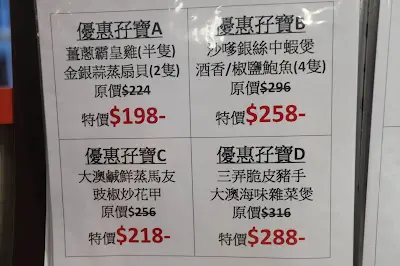 優惠孖寶A
薑蔥霸皇雞(半隻)
金銀蒜蒸扇貝(2隻)
原價$224
特價$198-
優惠孖寶B
沙嗲銀絲中蝦煲
酒香/椒鹽鮑魚(4隻)
原價$296
特價$258-
優惠孖寶C
大澳鹹鮮蒸馬友
豉椒炒花甲
原價$256
特價$218-
優惠孖寶D
三弄脆皮豬手
大澳海味雜菜煲
原價$316
特價$288-